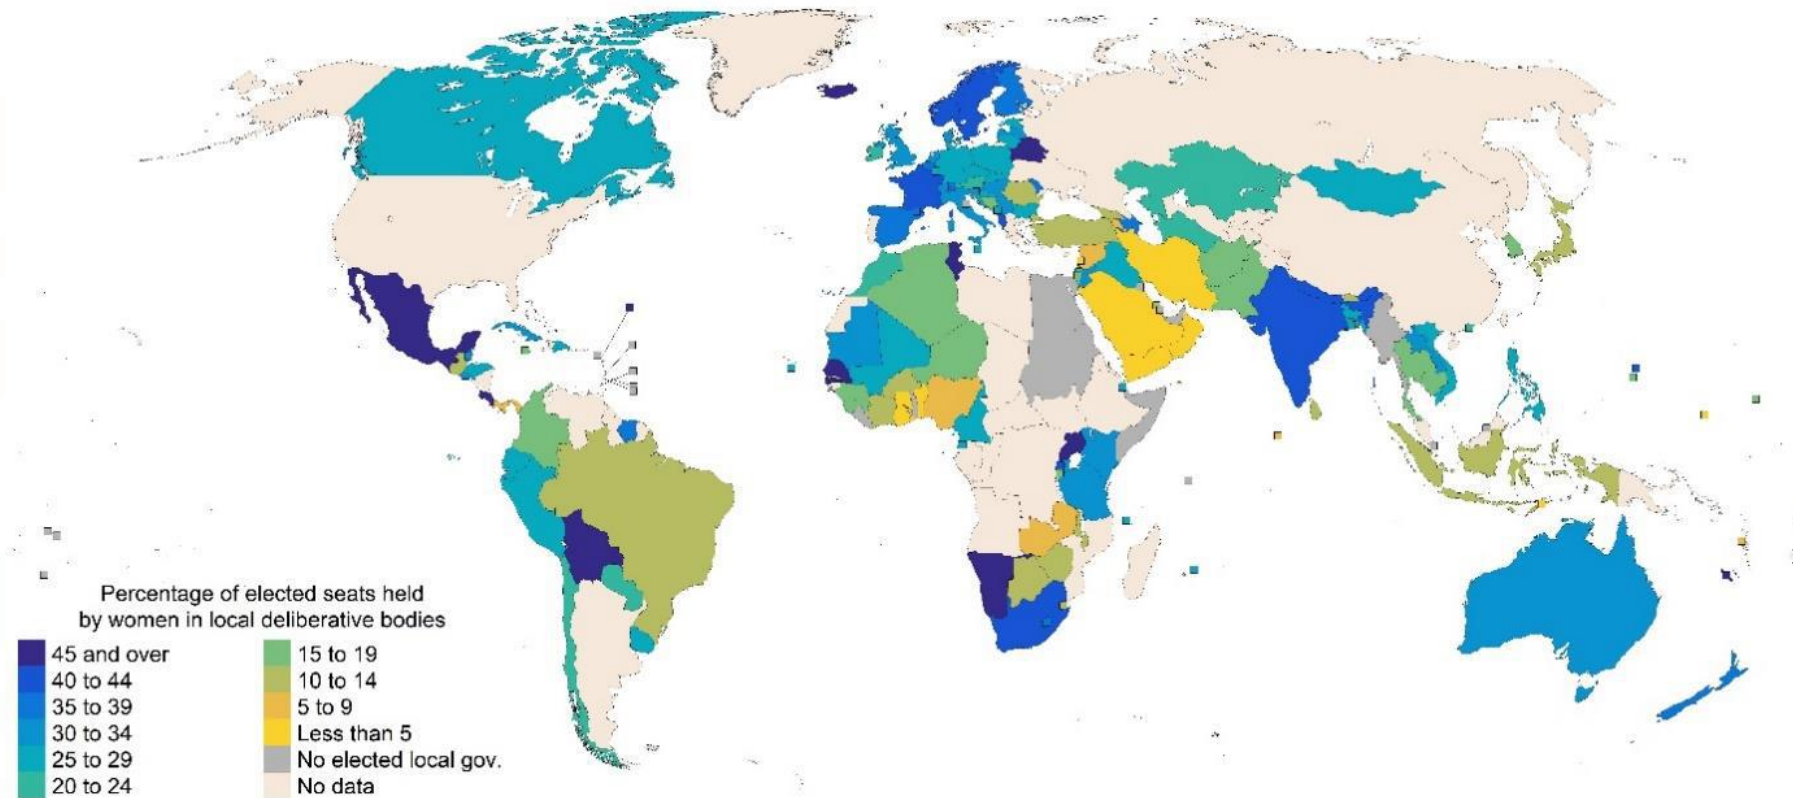 Percentage of elected seats held
by women in local deliberative bodies
45 and over
40 to 44
35 to 39
30 to 34
25 to 29
20 to 24
15 to 19
10 to 14
5 to 9
Less than 5
No elected local gov.
No data